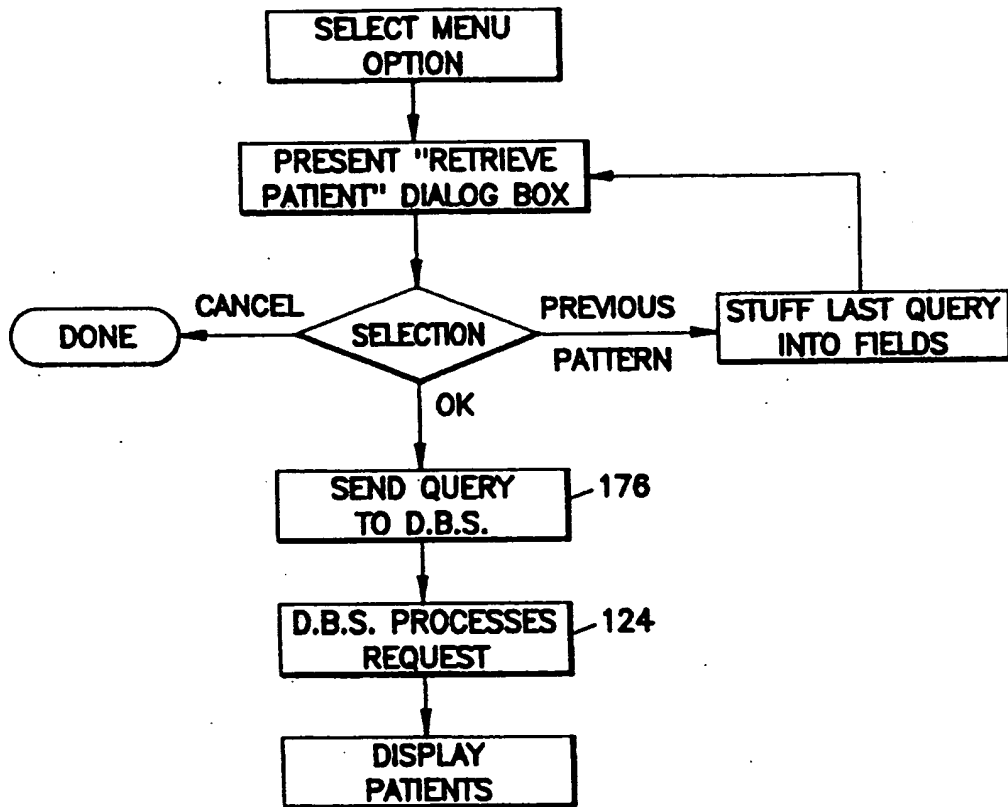 SELECT MENU
OPTION
PRESENT "RETRIEVE
PATIENT" DIALOG BOX
CANCEL
DONE
SELECTION
PREVIOUS
PATTERN
STUFF LAST QUERY
INTO FIELDS
OK
SEND QUERY
TO D.B.S.
176
D.B.S. PROCESSES
REQUEST
124
DISPLAY
PATIENTS